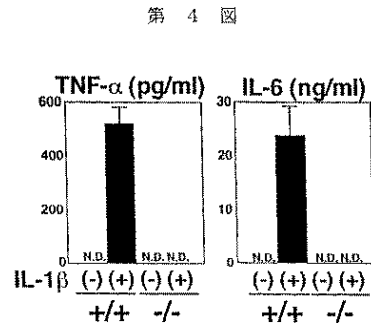 第 4 図
TNF-α (pg/ml) IL-6 (ng/ml)
600 30
400 20
200 10
0 0
N.D. N.D. N.D. N.D. N.D. N.D.
IL-1β (-) (+) (-) (+) (-) (+) (-) (+)
+/+ -/- +/+ -/-